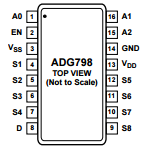 A0 1 16 A1
EN 2 15 A2
VSS 3 14 GND
S1 4 ADG798 13 VDD
S2 5 TOP VIEW 12 S5
S3 6 (Not to Scale) 11 S6
S4 7 10 S7
D 8 9 S8